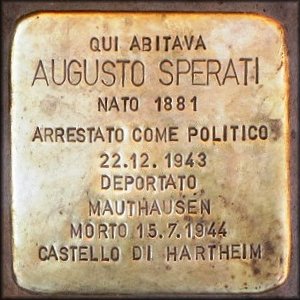 QUI ABITAVA
AUGUSTO SPERATI
NATO 1881
ARRESTATO COME POLITICO
22.12.1943
DEPORTATO
MAUTHAUSEN
MORTO 15.7.1944
CASTELLO DI HARTHEIM